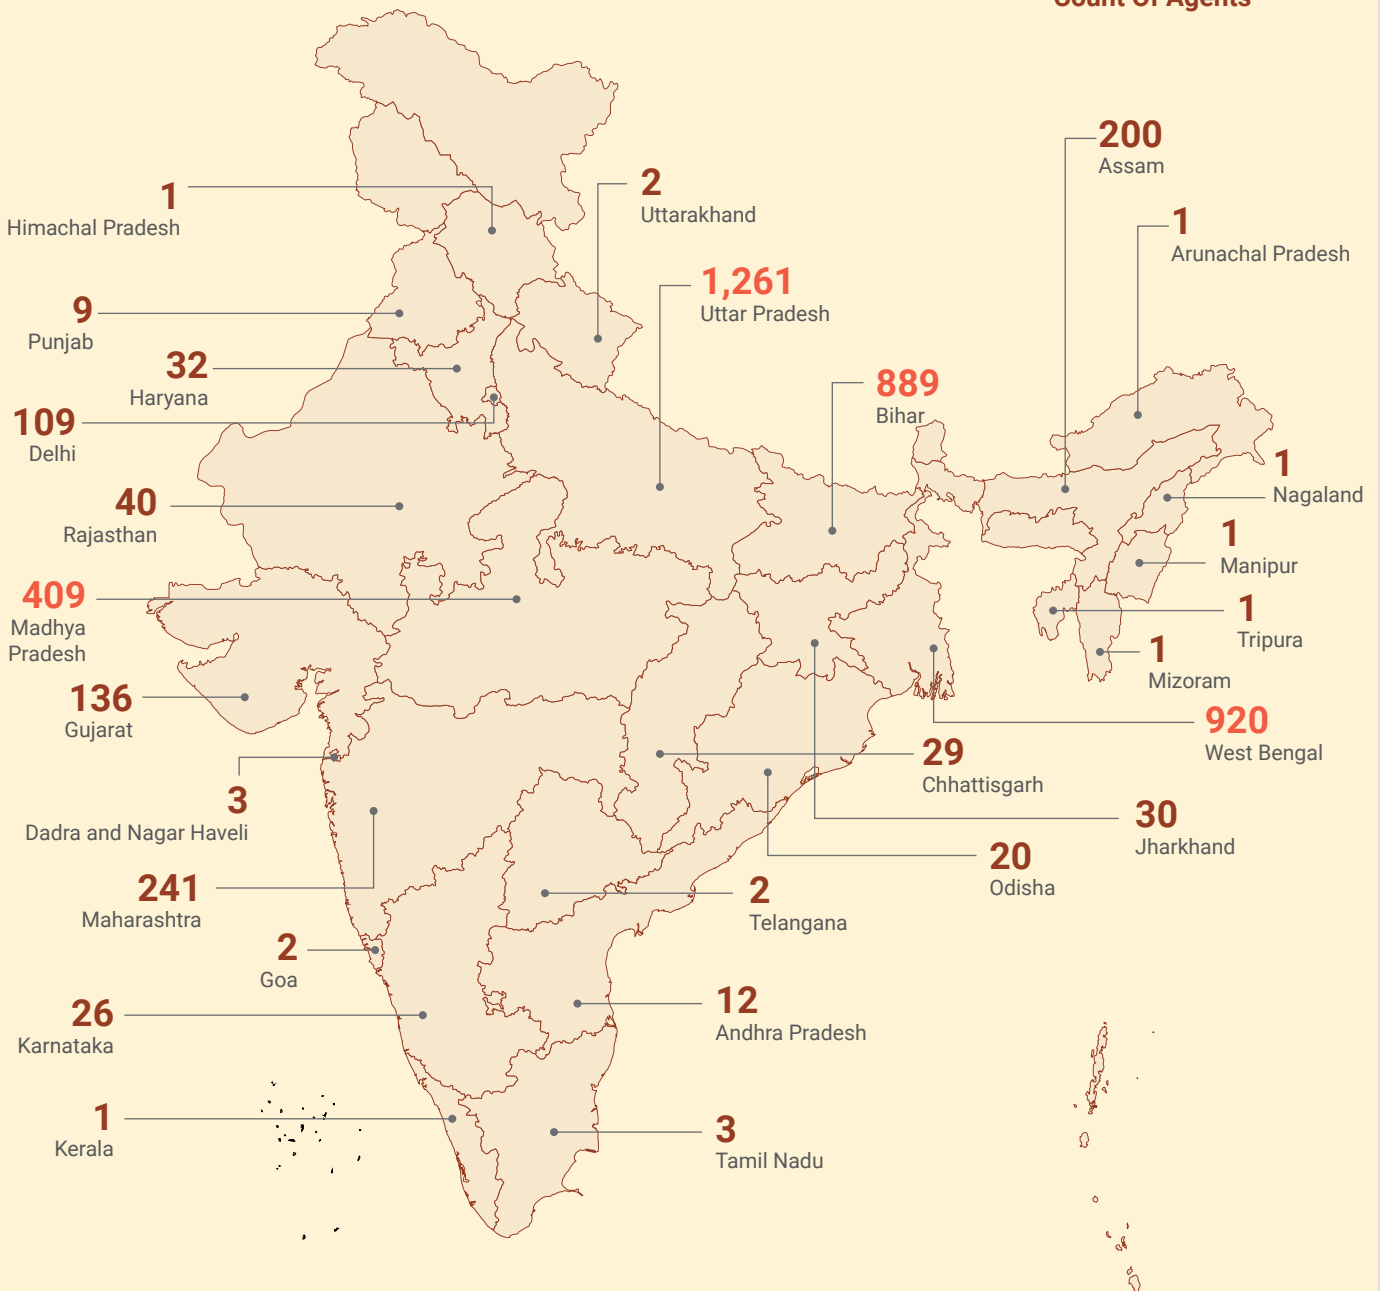 Count Of Agents
200
Assam
1
Himachal Pradesh
2
Uttarakhand
1
Arunachal Pradesh
1,261
Uttar Pradesh
9
Punjab
32
Haryana
889
Bihar
109
Delhi
1
Nagaland
40
Rajasthan
1
Manipur
409
Madhya
Pradesh
1
Tripura
1
Mizoram
136
Gujarat
920
West Bengal
29
Chhattisgarh
3
Dadra and Nagar Haveli
30
Jharkhand
20
Odisha
241
Maharashtra
2
Telangana
2
Goa
12
Andhra Pradesh
26
Karnataka
1
Kerala
3
Tamil Nadu